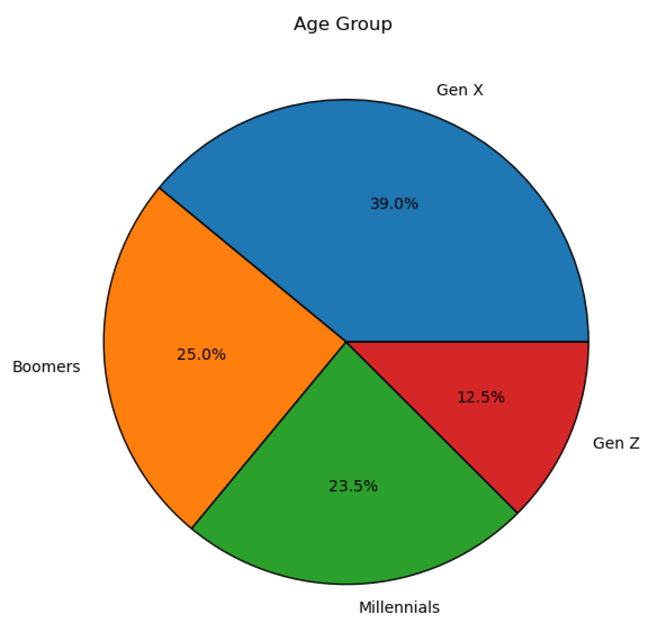 Age Group
Gen X
39.0%
Boomers
25.0%
12.5%
Gen Z
23.5%
Millennials